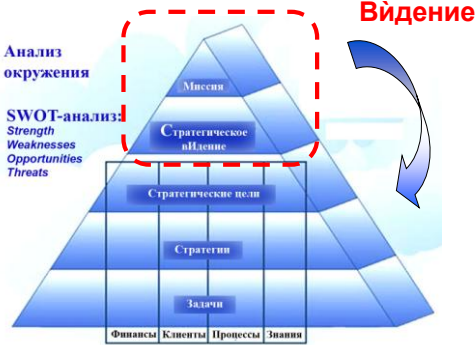 Вѝдение
Анализ
окружения
SWOT-анализ:
Strength
Weaknesses
Opportunities
Threats
Миссия
Стратегическое
вИдение
Стратегические цели
Стратегии
Задачи
Финансы Клиенты Процессы Знания